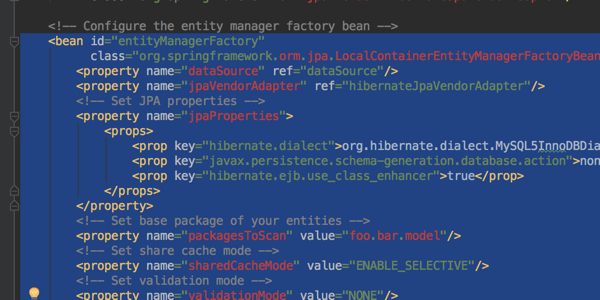 <!-- Configure the entity manager factory bean -->
<bean id="entityManagerFactory"
class="org.springframework.orm.jpa.LocalContainerEntityManagerFactoryBean
<property name="dataSource" ref="dataSource"/>
<property name="jpaVendorAdapter" ref="hibernateJpaVendorAdapter"/>
<!-- Set JPA properties -->
<property name="jpaProperties">
<props>
<prop key="hibernate.dialect">org.hibernate.dialect.MySQL5InnoDBDia
<prop key="javax.persistence.schema-generation.database.action">non
<prop key="hibernate.ejb.use_class_enhancer">true</prop>
</props>
</property>
<!-- Set base package of your entities -->
<property name="packagesToScan" value="foo.bar.model"/>
<!-- Set share cache mode -->
<property name="sharedCacheMode" value="ENABLE_SELECTIVE"/>
<!-- Set validation mode -->
<property name="validationMode" value="NONE"/>